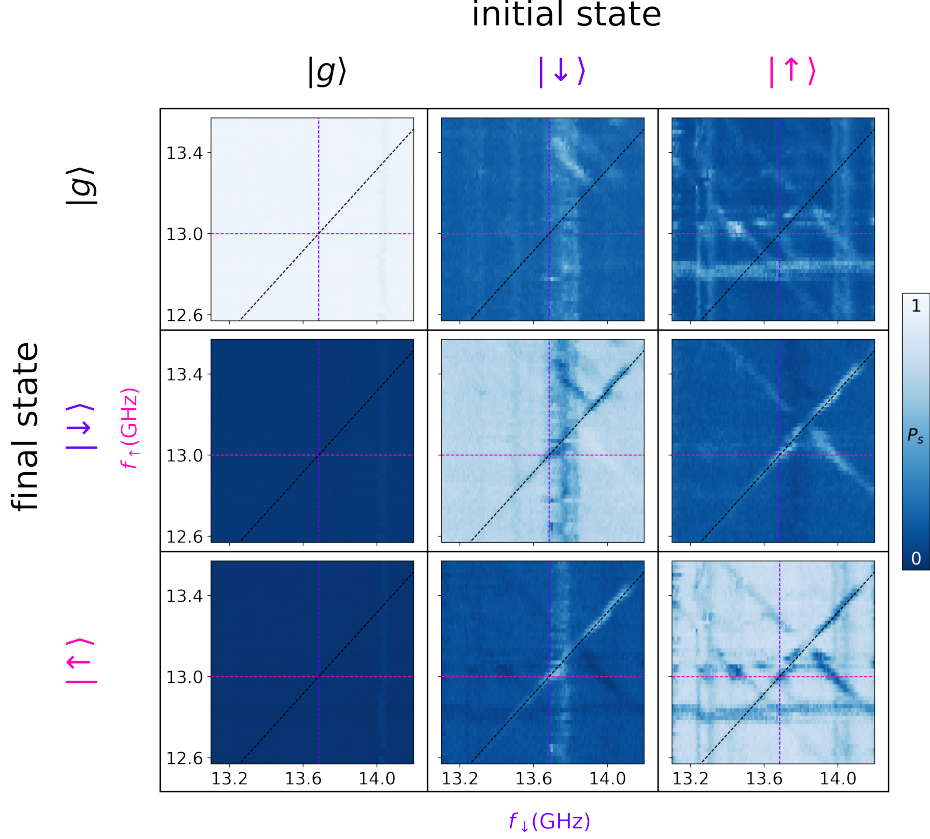 initial state
|g⟩ |↓⟩ |↑⟩
final state
|g⟩
|↓⟩
|↑⟩
f↑(GHz)
13.4
13.0
12.6
13.4
13.0
12.6
13.4
13.0
12.6
13.2 13.6 14.0 13.2 13.6 14.0 13.2 13.6 14.0
f↓(GHz)
1
Ps
0